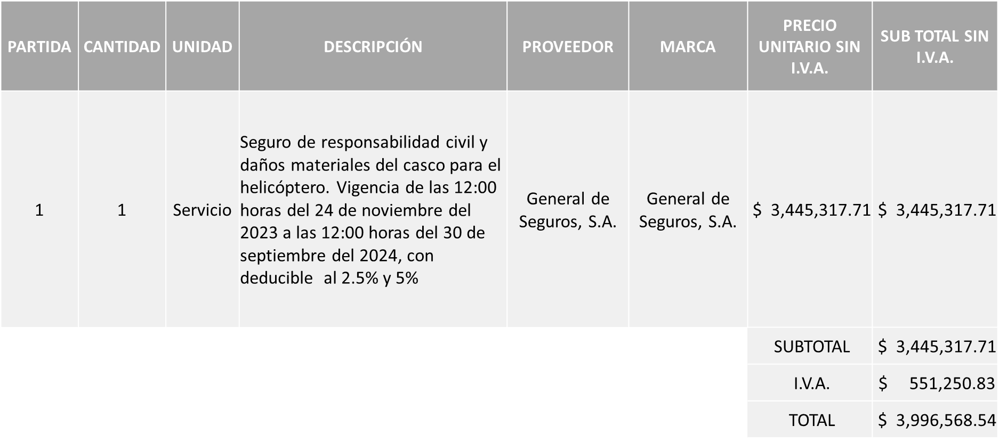 PARTIDA
CANTIDAD
UNIDAD
DESCRIPCIÓN
PROVEEDOR
MARCA
PRECIO
UNITARIO SIN
I.V.A.
SUB TOTAL SIN
I.V.A.
1
1
Servicio
Seguro de responsabilidad civil y
daños materiales del casco para el
helicóptero. Vigencia de las 12:00
horas del 24 de noviembre del
2023 a las 12:00 horas del 30 de
septiembre del 2024, con
deducible al 2.5% y 5%
General de
Seguros, S.A.
General de
Seguros, S.A.
$ 3,445,317.71
$ 3,445,317.71
SUBTOTAL
$ 3,445,317.71
I.V.A.
$ 551,250.83
TOTAL
$ 3,996,568.54